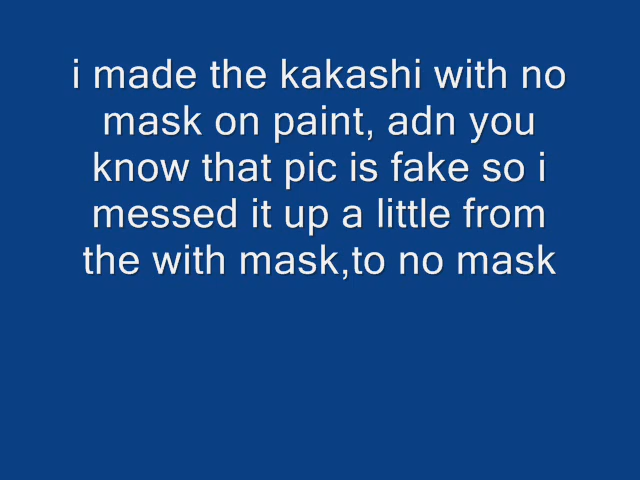 i made the kakashi with no
mask on paint, adn you
know that pic is fake so i
messed it up a little from
the with mask,to no mask